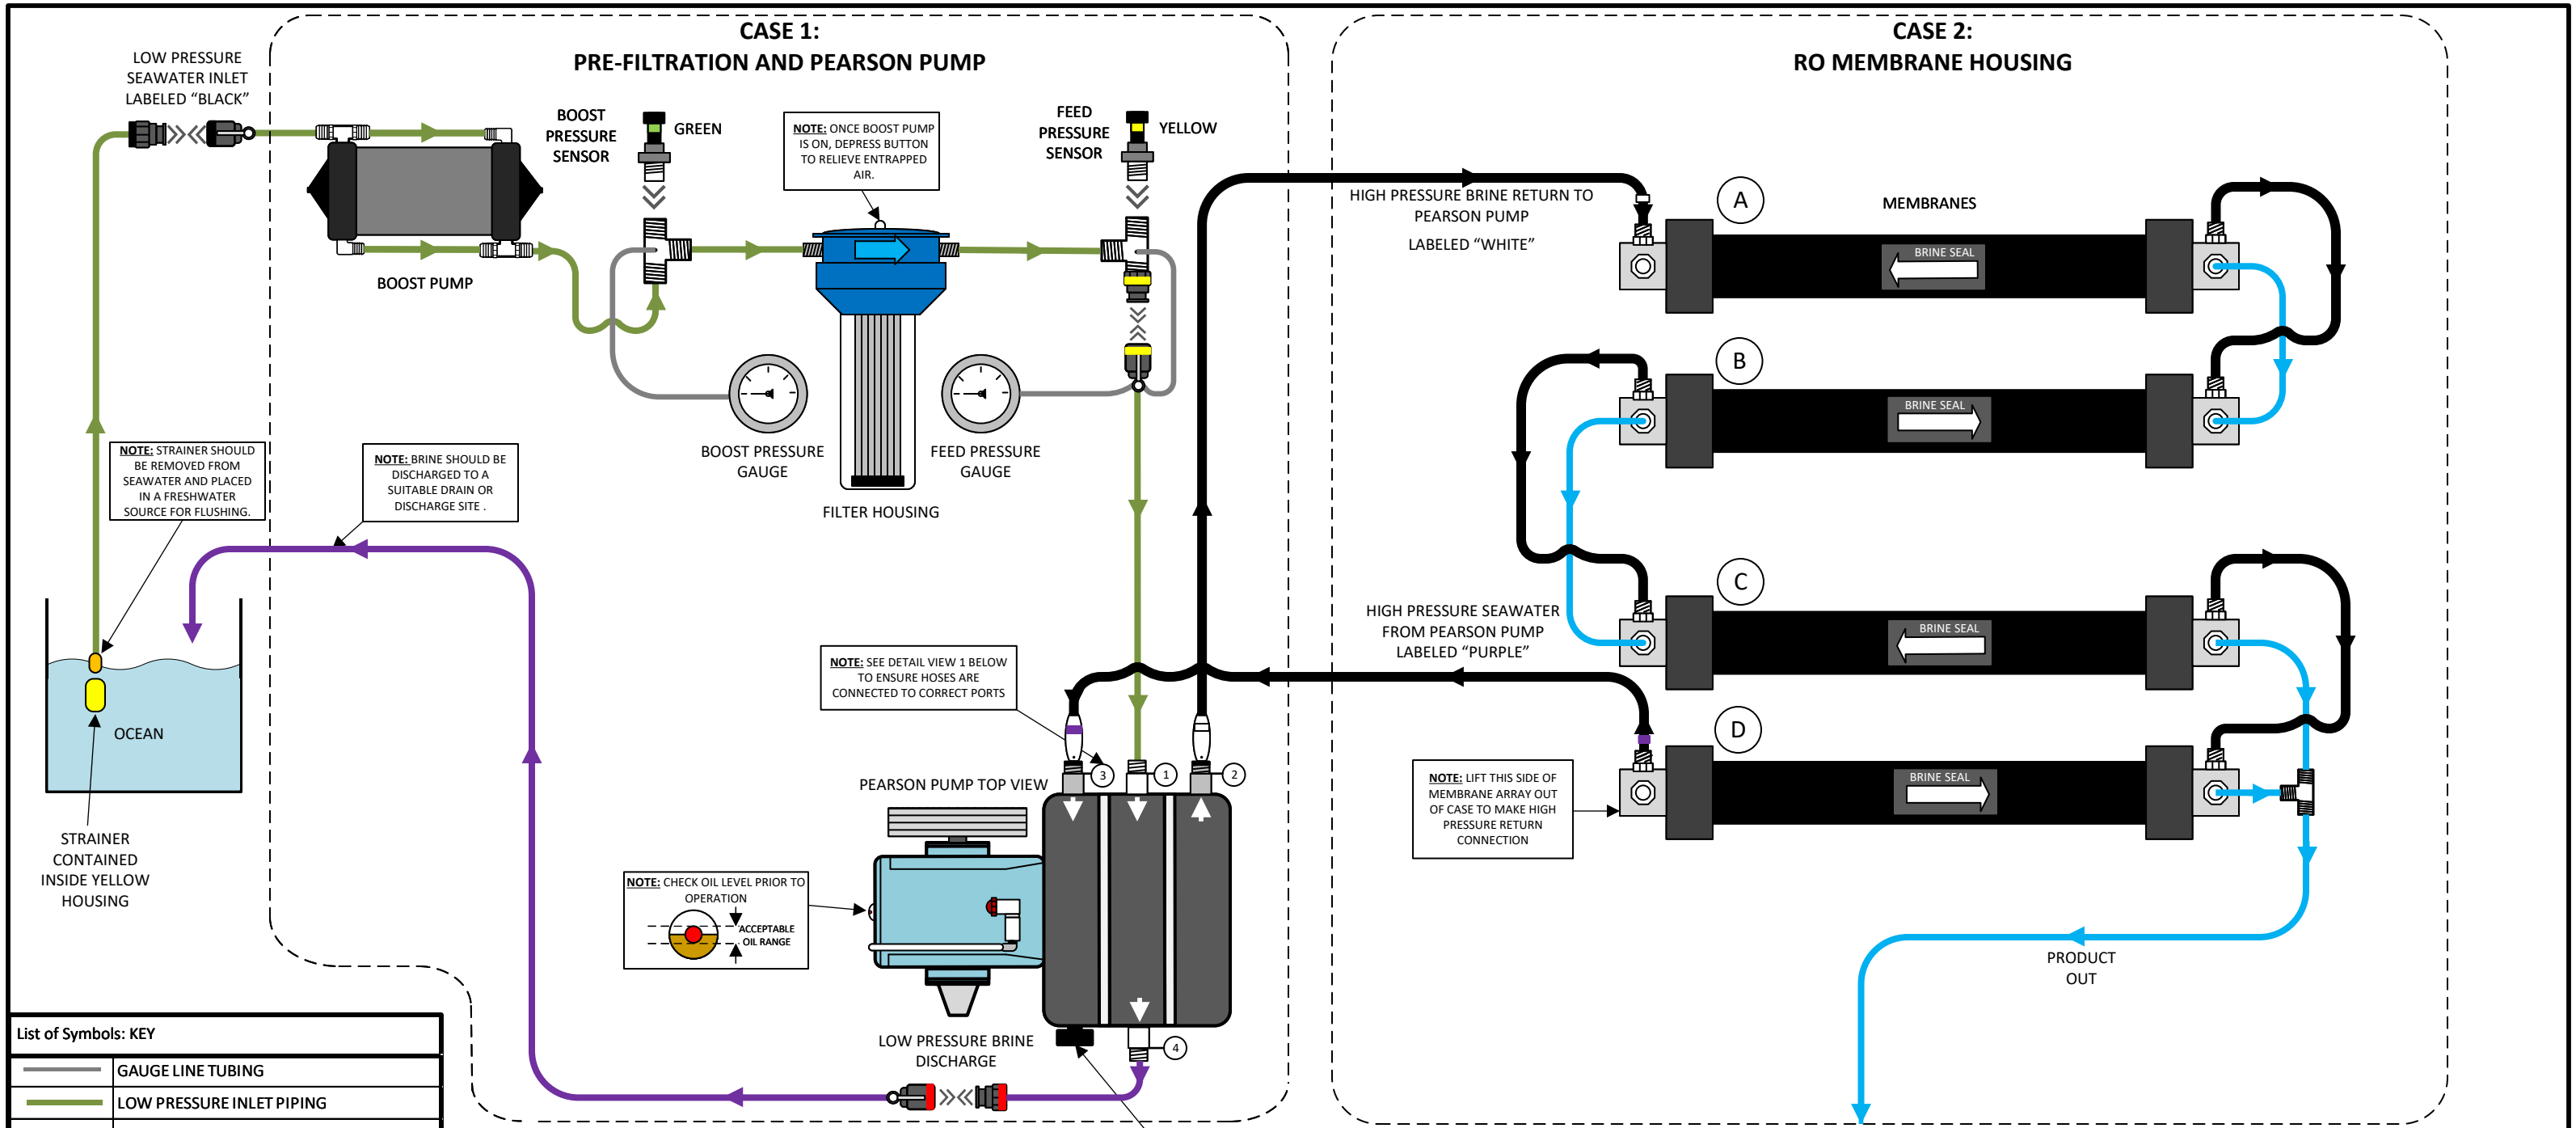 CASE 1:
PRE-FILTRATION AND PEARSON PUMP
CASE 2:
RO MEMBRANE HOUSING
LOW PRESSURE
SEAWATER INLET
LABELED “BLACK”
BOOST
PRESSURE
SENSOR
GREEN
NOTE: ONCE BOOST PUMP
IS ON, DEPRESS BUTTON
TO RELIEVE ENTRAPPED
AIR.
FEED
PRESSURE
SENSOR
YELLOW
BOOST PUMP
HIGH PRESSURE BRINE RETURN TO
PEARSON PUMP
LABELED “WHITE”
A
MEMBRANES
BRINE SEAL
B
BRINE SEAL
BOOST PRESSURE
GAUGE
FEED PRESSURE
GAUGE
FILTER HOUSING
NOTE: STRAINER SHOULD
BE REMOVED FROM
SEAWATER AND PLACED
IN A FRESHWATER
SOURCE FOR FLUSHING.
NOTE: BRINE SHOULD BE
DISCHARGED TO A
SUITABLE DRAIN OR
DISCHARGE SITE .
C
BRINE SEAL
HIGH PRESSURE SEAWATER
FROM PEARSON PUMP
LABELED “PURPLE”
NOTE: SEE DETAIL VIEW 1 BELOW
TO ENSURE HOSES ARE
CONNECTED TO CORRECT PORTS
OCEAN
D
BRINE SEAL
NOTE: LIFT THIS SIDE OF
MEMBRANE ARRAY OUT
OF CASE TO MAKE HIGH
PRESSURE RETURN
CONNECTION
PEARSON PUMP TOP VIEW
3
1
2
STRAINER
CONTAINED
INSIDE YELLOW
HOUSING
NOTE: CHECK OIL LEVEL PRIOR TO
OPERATION
ACCEPTABLE
OIL RANGE
PRODUCT
OUT
LOW PRESSURE BRINE
DISCHARGE
4
List of Symbols: KEY
GAUGE LINE TUBING
LOW PRESSURE INLET PIPING